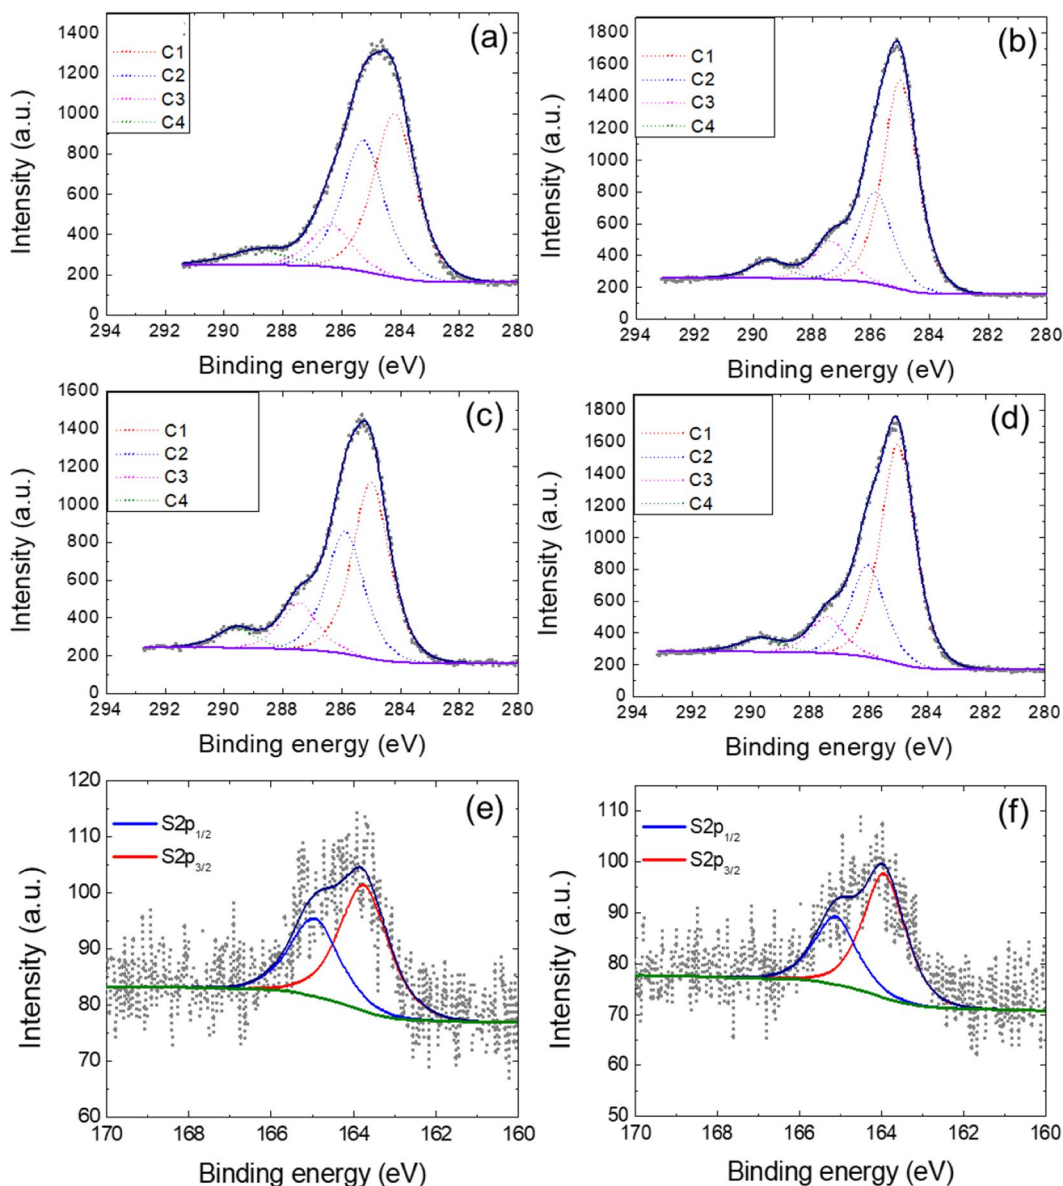 (a)
C1
C2
C3
C4
Intensity (a.u.)
1400
1200
1000
800
600
400
200
0
294 292 290 288 286 284 282 280
Binding energy (eV)
(b)
C1
C2
C3
C4
Intensity (a.u.)
1800
1600
1400
1200
1000
800
600
400
200
0
294 292 290 288 286 284 282 280
Binding energy (eV)
(c)
C1
C2
C3
C4
Intensity (a.u.)
1600
1400
1200
1000
800
600
400
200
0
294 292 290 288 286 284 282 280
Binding energy (eV)
(d)
C1
C2
C3
C4
Intensity (a.u.)
1800
1600
1400
1200
1000
800
600
400
200
0
294 292 290 288 286 284 282 280
Binding energy (eV)
(e)
S2p1/2
S2p3/2
Intensity (a.u.)
120
110
100
90
80
70
60
170 168 166 164 162 160
Binding energy (eV)
(f)
S2p1/2
S2p3/2
Intensity (a.u.)
110
100
90
80
70
60
50
170 168 166 164 162 160
Binding energy (eV)